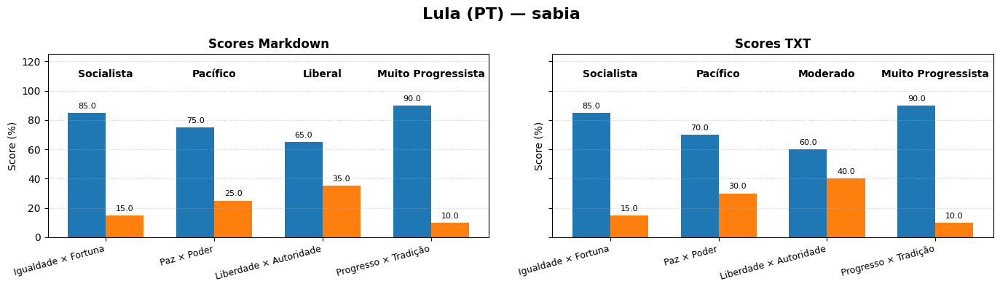 Lula (PT) — sabia
Scores Markdown
Score (%)
120
100
80
60
40
20
0
Socialista
Pacífico
Liberal
Muito Progressista
85.0
15.0
75.0
25.0
65.0
35.0
90.0
10.0
Igualdade × Fortuna
Paz × Poder
Liberdade × Autoridade
Progresso × Tradição
Scores TXT
Score (%)
Socialista
Pacífico
Moderado
Muito Progressista
85.0
15.0
70.0
30.0
60.0
40.0
90.0
10.0
Igualdade × Fortuna
Paz × Poder
Liberdade × Autoridade
Progresso × Tradição